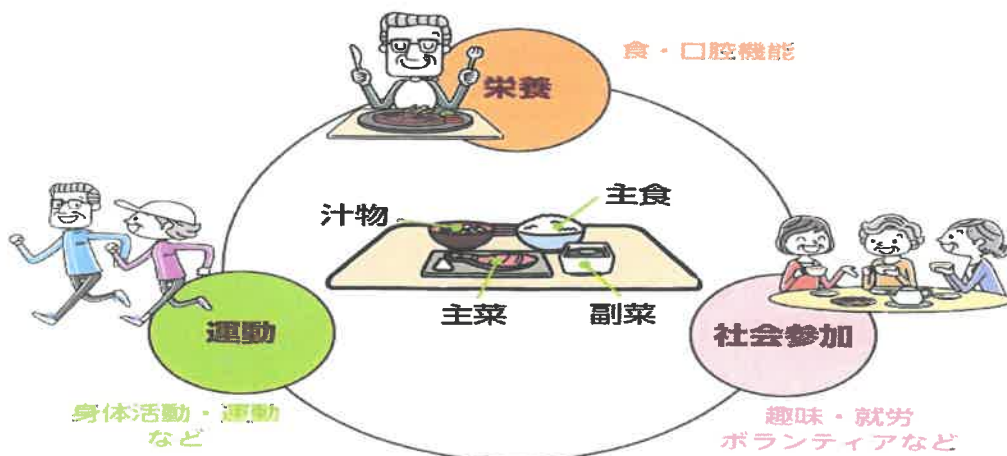 食・口腔機能
栄養
主食
汁物
主菜
副菜
運動
社会参加
身体活動・運動
など
趣味・就労
ボランティアなど